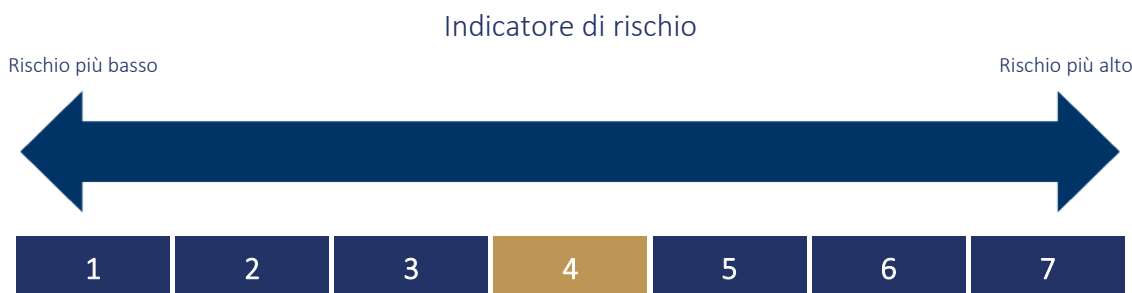 Indicatore di rischio
Rischio più basso Rischio più alto
1 2 3 4 5 6 7